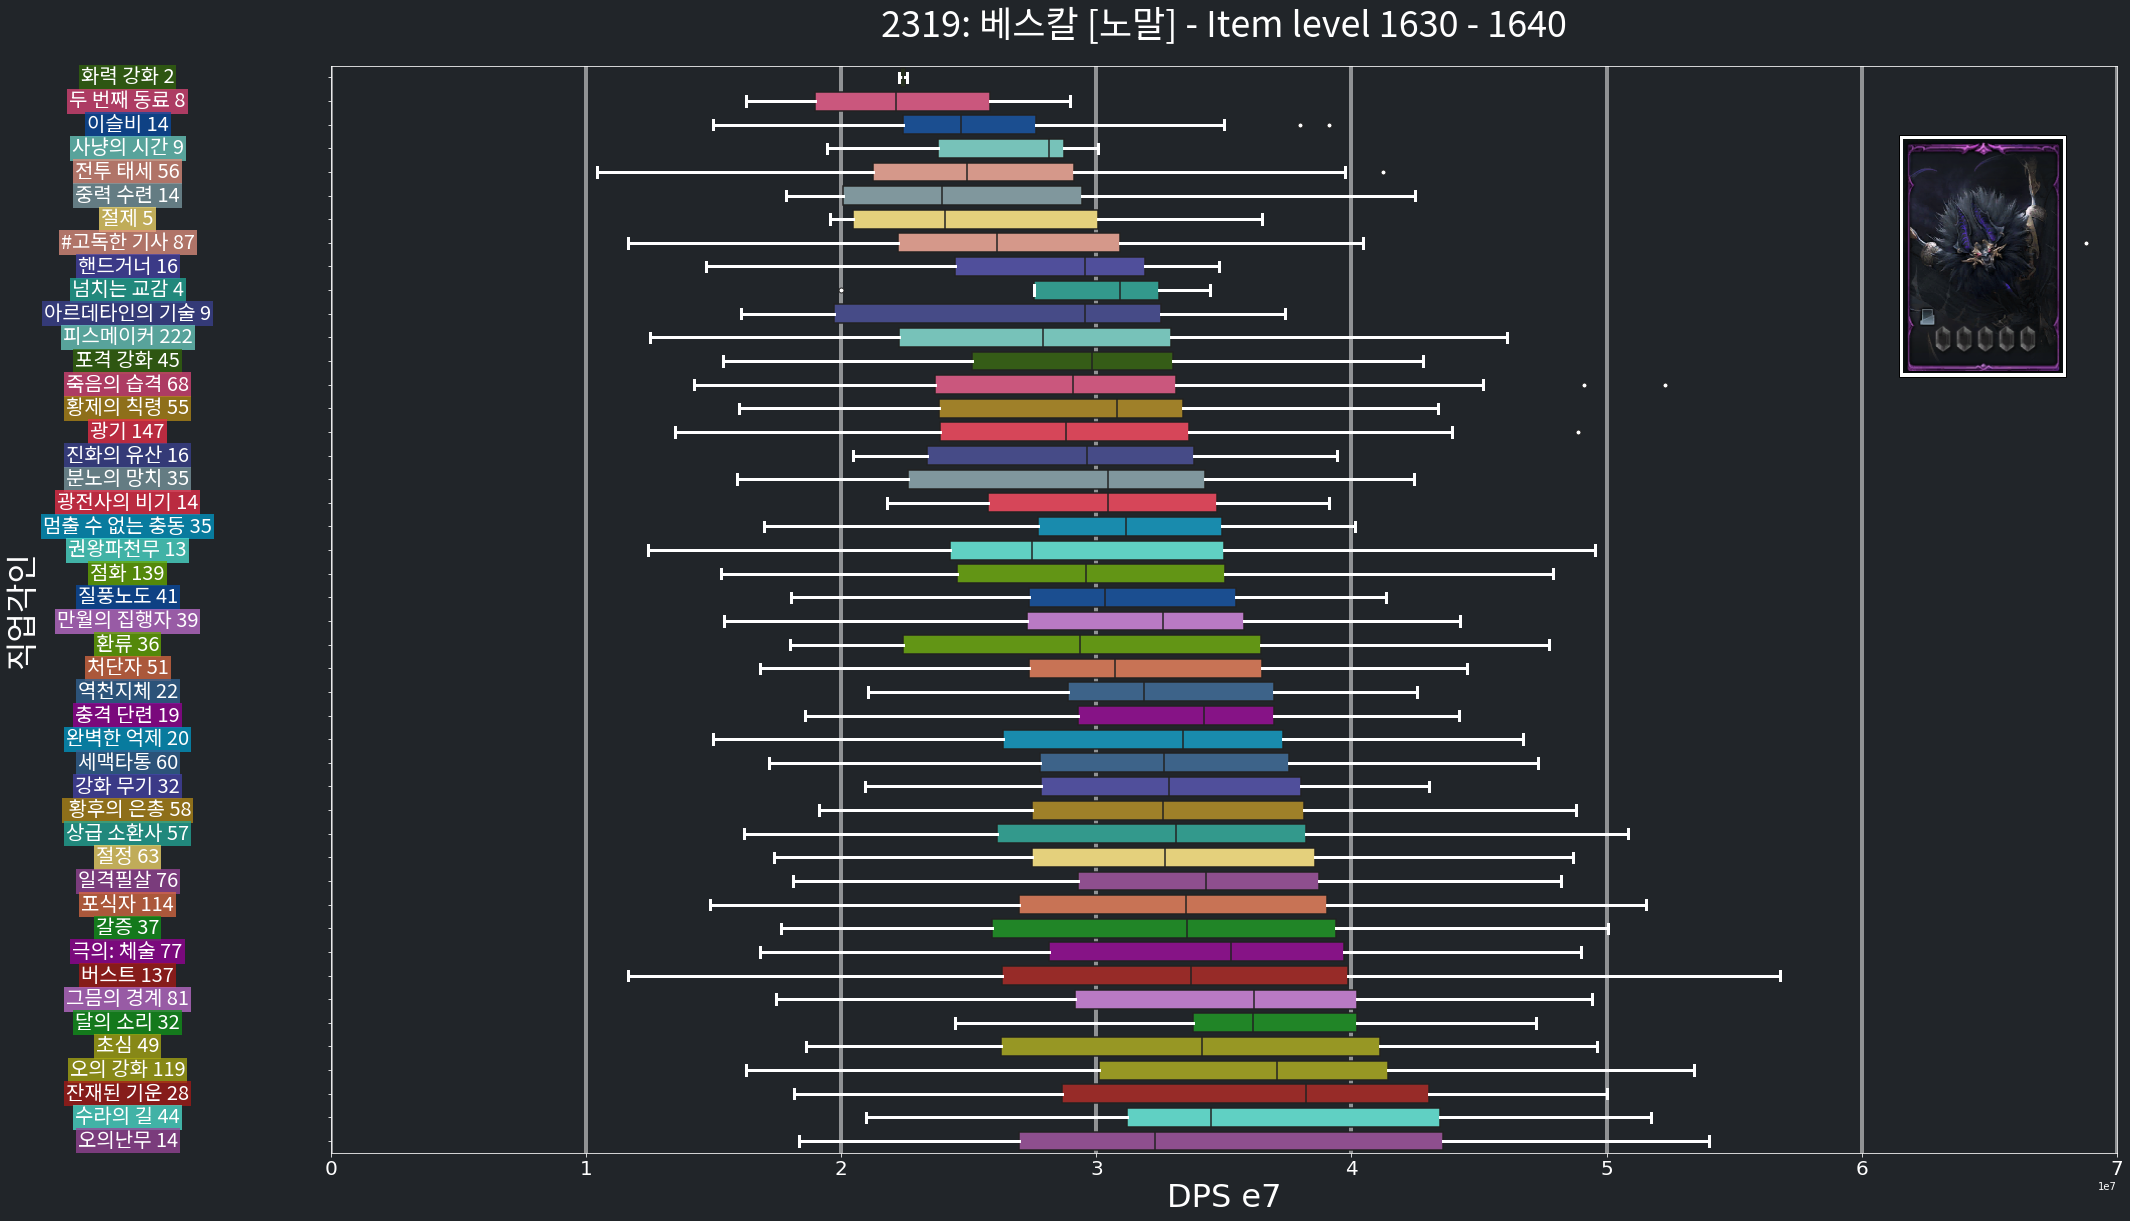 2319: 베스칼 [노말] - Item level 1630 - 1640
화력 강화 2
두 번째 동료 8
이슬비 14
사냥의 시간 9
전투 태세 56
중력 수련 14
절제 5
#고독한 기사 87
핸드거너 16
넘치는 교감 4
아르데타인의 기술 9
피스메이커 222
포격 강화 45
죽음의 습격 68
황제의 칙령 55
광기 147
진화의 유산 16
분노의 망치 35
광전사의 비기 14
멈출 수 없는 충동 35
권왕파천무 13
점화 139
질풍노도 41
만월의 집행자 39
환류 36
처단자 51
역천지체 22
충격 단련 19
완벽한 억제 20
세맥타통 60
강화 무기 32
황후의 은총 58
상급 소환사 57
절정 63
일격필살 76
포식자 114
갈증 37
극의: 체술 77
버스트 137
그믐의 경계 81
달의 소리 32
초심 49
오의 강화 119
잔재된 기운 28
수라의 길 44
오의난무 14
직업각인
0 1 2 3 4 5 6 7
1e7
DPS e7